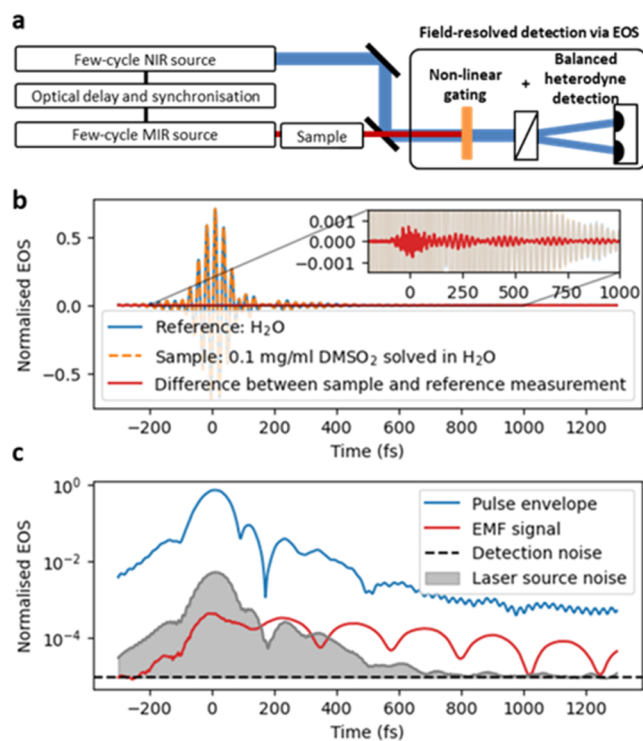 a
Field-resolved detection via EOS
Few-cycle NIR source
Optical delay and synchronisation
Few-cycle MIR source
Sample
Non-linear
gating
+
Balanced
heterodyne
detection
b
Normalised EOS
0.5
0.0
−0.5
0.001
0.000
−0.001
0
250
500
750
1000
Reference: H₂O
Sample: 0.1 mg/ml DMSO₂ solved in H₂O
Difference between sample and reference measurement
−200
0
200
400
600
800
1000
1200
Time (fs)
c
Normalised EOS
10⁰
10⁻²
10⁻⁴
Pulse envelope
EMF signal
Detection noise
Laser source noise
−200
0
200
400
600
800
1000
1200
Time (fs)